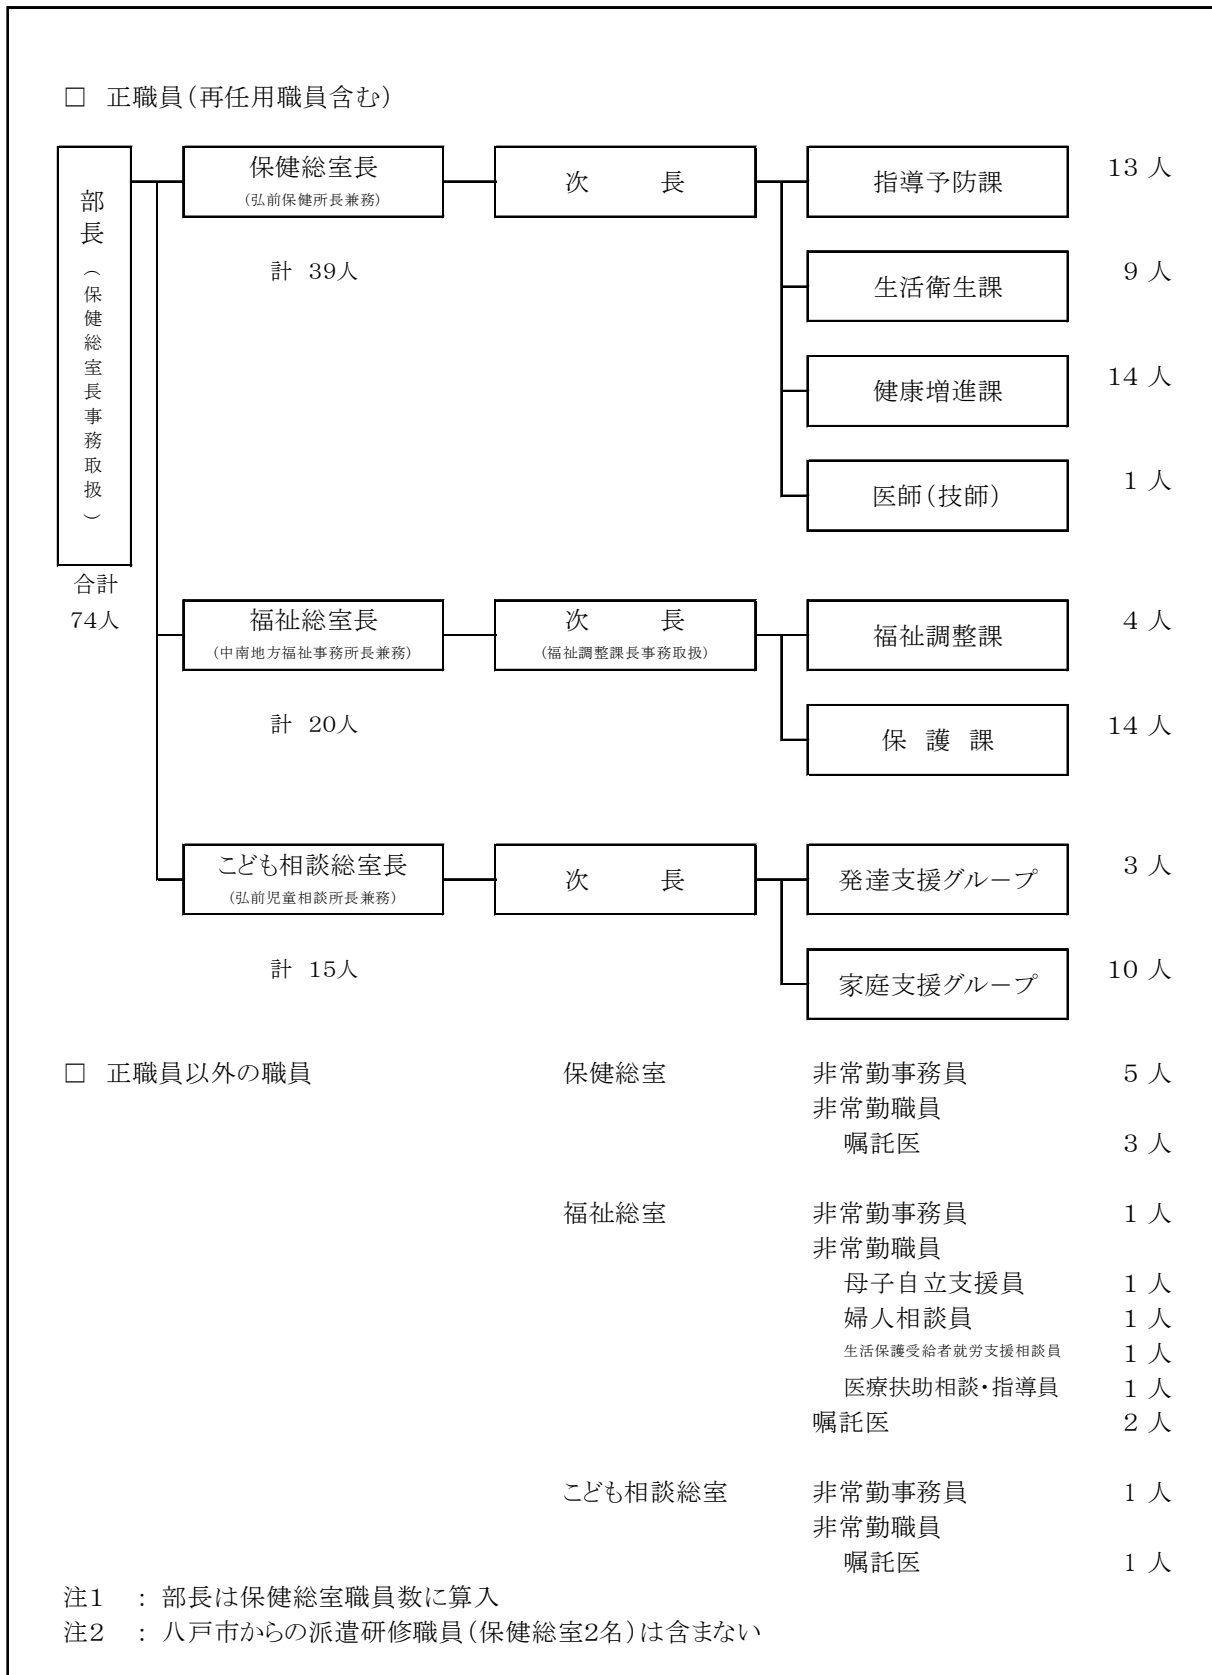 □ 正職員（再任用職員含む）
部長（保健総室長事務取扱）
合計
74人
保健総室長
（弘前保健所長兼務）
計 39人
次 長
指導予防課 13 人
生活衛生課 9 人
健康増進課 14 人
医師（技師） 1 人
福祉総室長
（中南地方福祉事務所長兼務）
計 20人
次 長
（福祉調整課長事務取扱）
福祉調整課 4 人
保 護 課 14 人
こども相談総室長
（弘前児童相談所長兼務）
計 15人
次 長
発達支援グループ 3 人
家庭支援グループ 10 人
□ 正職員以外の職員 保健総室 非常勤事務員 5 人
非常勤職員
嘱託医 3 人
福祉総室 非常勤事務員 1 人
非常勤職員
母子自立支援員 1 人
婦人相談員 1 人
生活保護受給者就労支援相談員 1 人
医療扶助相談・指導員 1 人
嘱託医 2 人
こども相談総室 非常勤事務員 1 人
非常勤職員
嘱託医 1 人
注1 : 部長は保健総室職員数に算入
注2 : 八戸市からの派遣研修職員（保健総室2名）は含まない